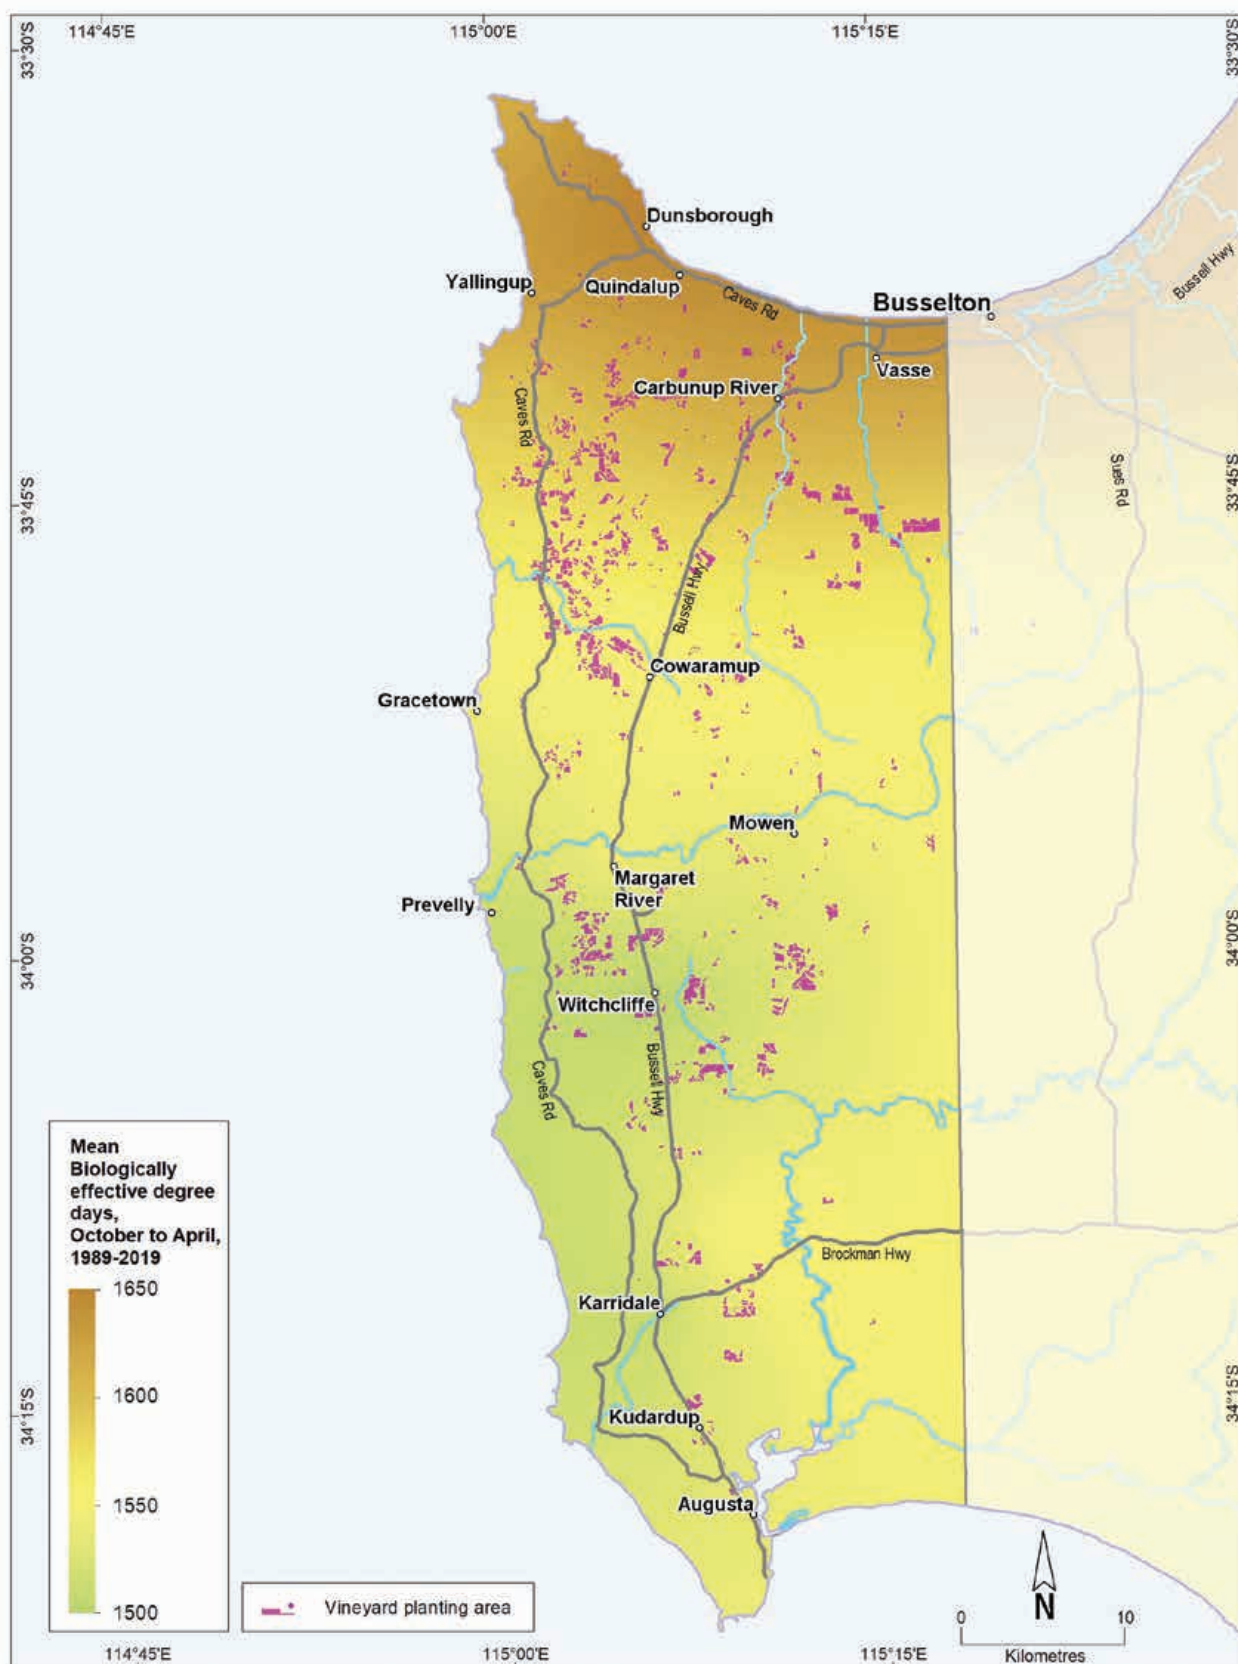 114°45'E
115°00'E
115°15'E
33°30'S
33°30'S
Dunsborough
Yallingup
Quindalup
Caves Rd
Busselton
Bussell Hwy
Vasse
Carbunup River
Caves Rd
Sues Rd
33°45'S
33°45'S
Bussell Hwy
Cowaramup
Gracetown
Mowen
Margaret
River
Prevelly
34°00'S
34°00'S
Witchcliffe
Caves Rd
Bussell Hwy
Mean
Biologically
effective degree
days,
October to April,
1989-2019
1650
1600
1550
1500
Brockman Hwy
Karridale
34°15'S
34°15'S
Kudardup
Augusta
Vineyard planting area
N
0
10
Kilometres
114°45'E
115°00'E
115°15'E